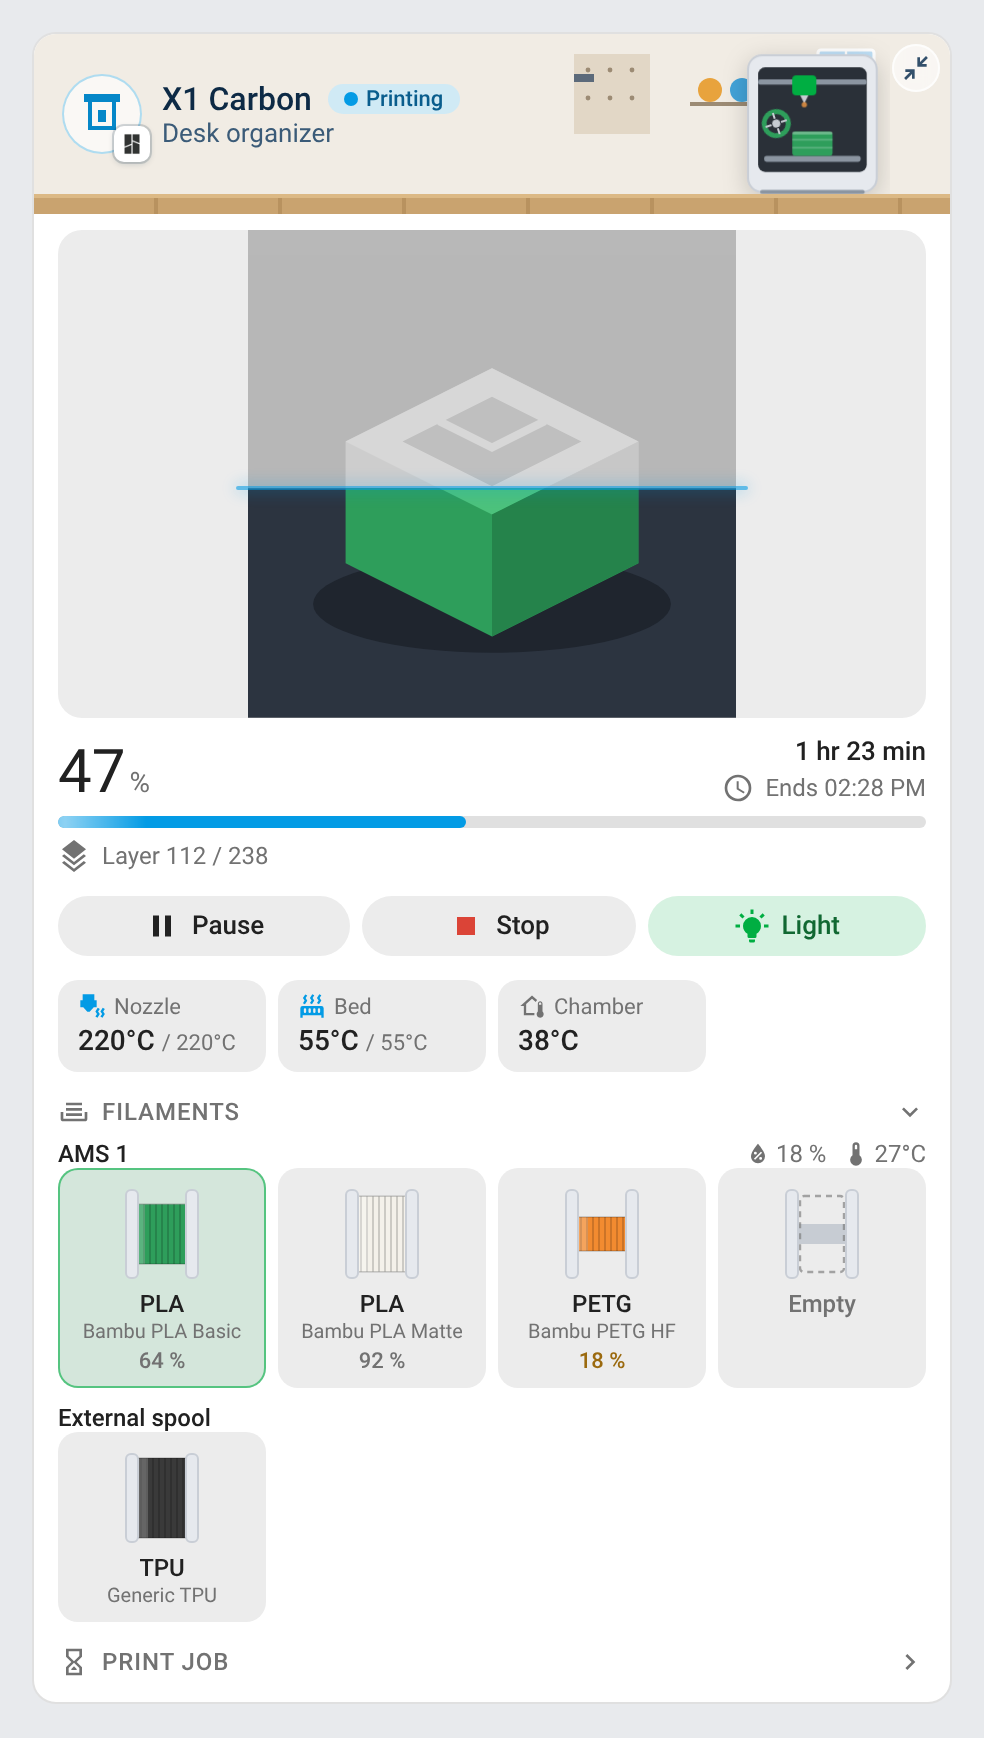 X1 Carbon
Printing
Desk organizer
47 %
1 hr 23 min
Ends 02:28 PM
Layer 112 / 238
Pause
Stop
Light
Nozzle
220°C / 220°C
Bed
55°C / 55°C
Chamber
38°C
FILAMENTS
AMS 1
18 %
27°C
PLA
Bambu PLA Basic
64 %
PLA
Bambu PLA Matte
92 %
PETG
Bambu PETG HF
18 %
Empty
External spool
TPU
Generic TPU
PRINT JOB